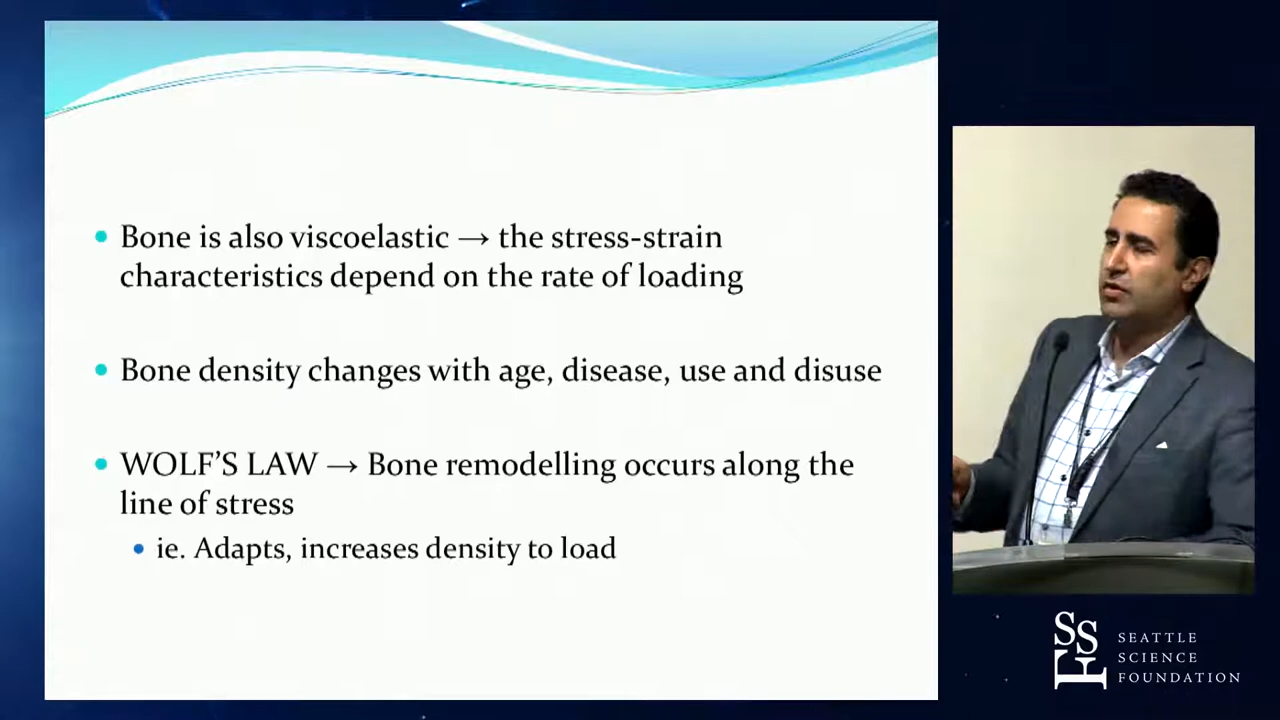 Bone is also viscoelastic → the stress-strain
characteristics depend on the rate of loading
Bone density changes with age, disease, use and disuse
WOLF’S LAW → Bone remodelling occurs along the
line of stress
ie. Adapts, increases density to load
SSF
SEATTLE
SCIENCE
FOUNDATION